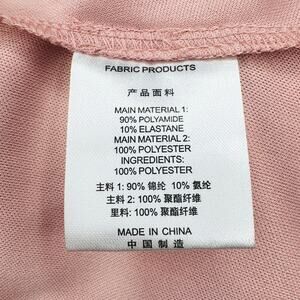 FABRIC PRODUCTS
产品面料
MAIN MATERIAL 1:
90% POLYAMIDE
10% ELASTANE
MAIN MATERIAL 2:
100% POLYESTER
INGREDIENTS:
100% POLYESTER
主料 1: 90% 锦纶 10% 氨纶
主料 2: 100% 聚酯纤维
里料: 100% 聚酯纤维
MADE IN CHINA
中国制造